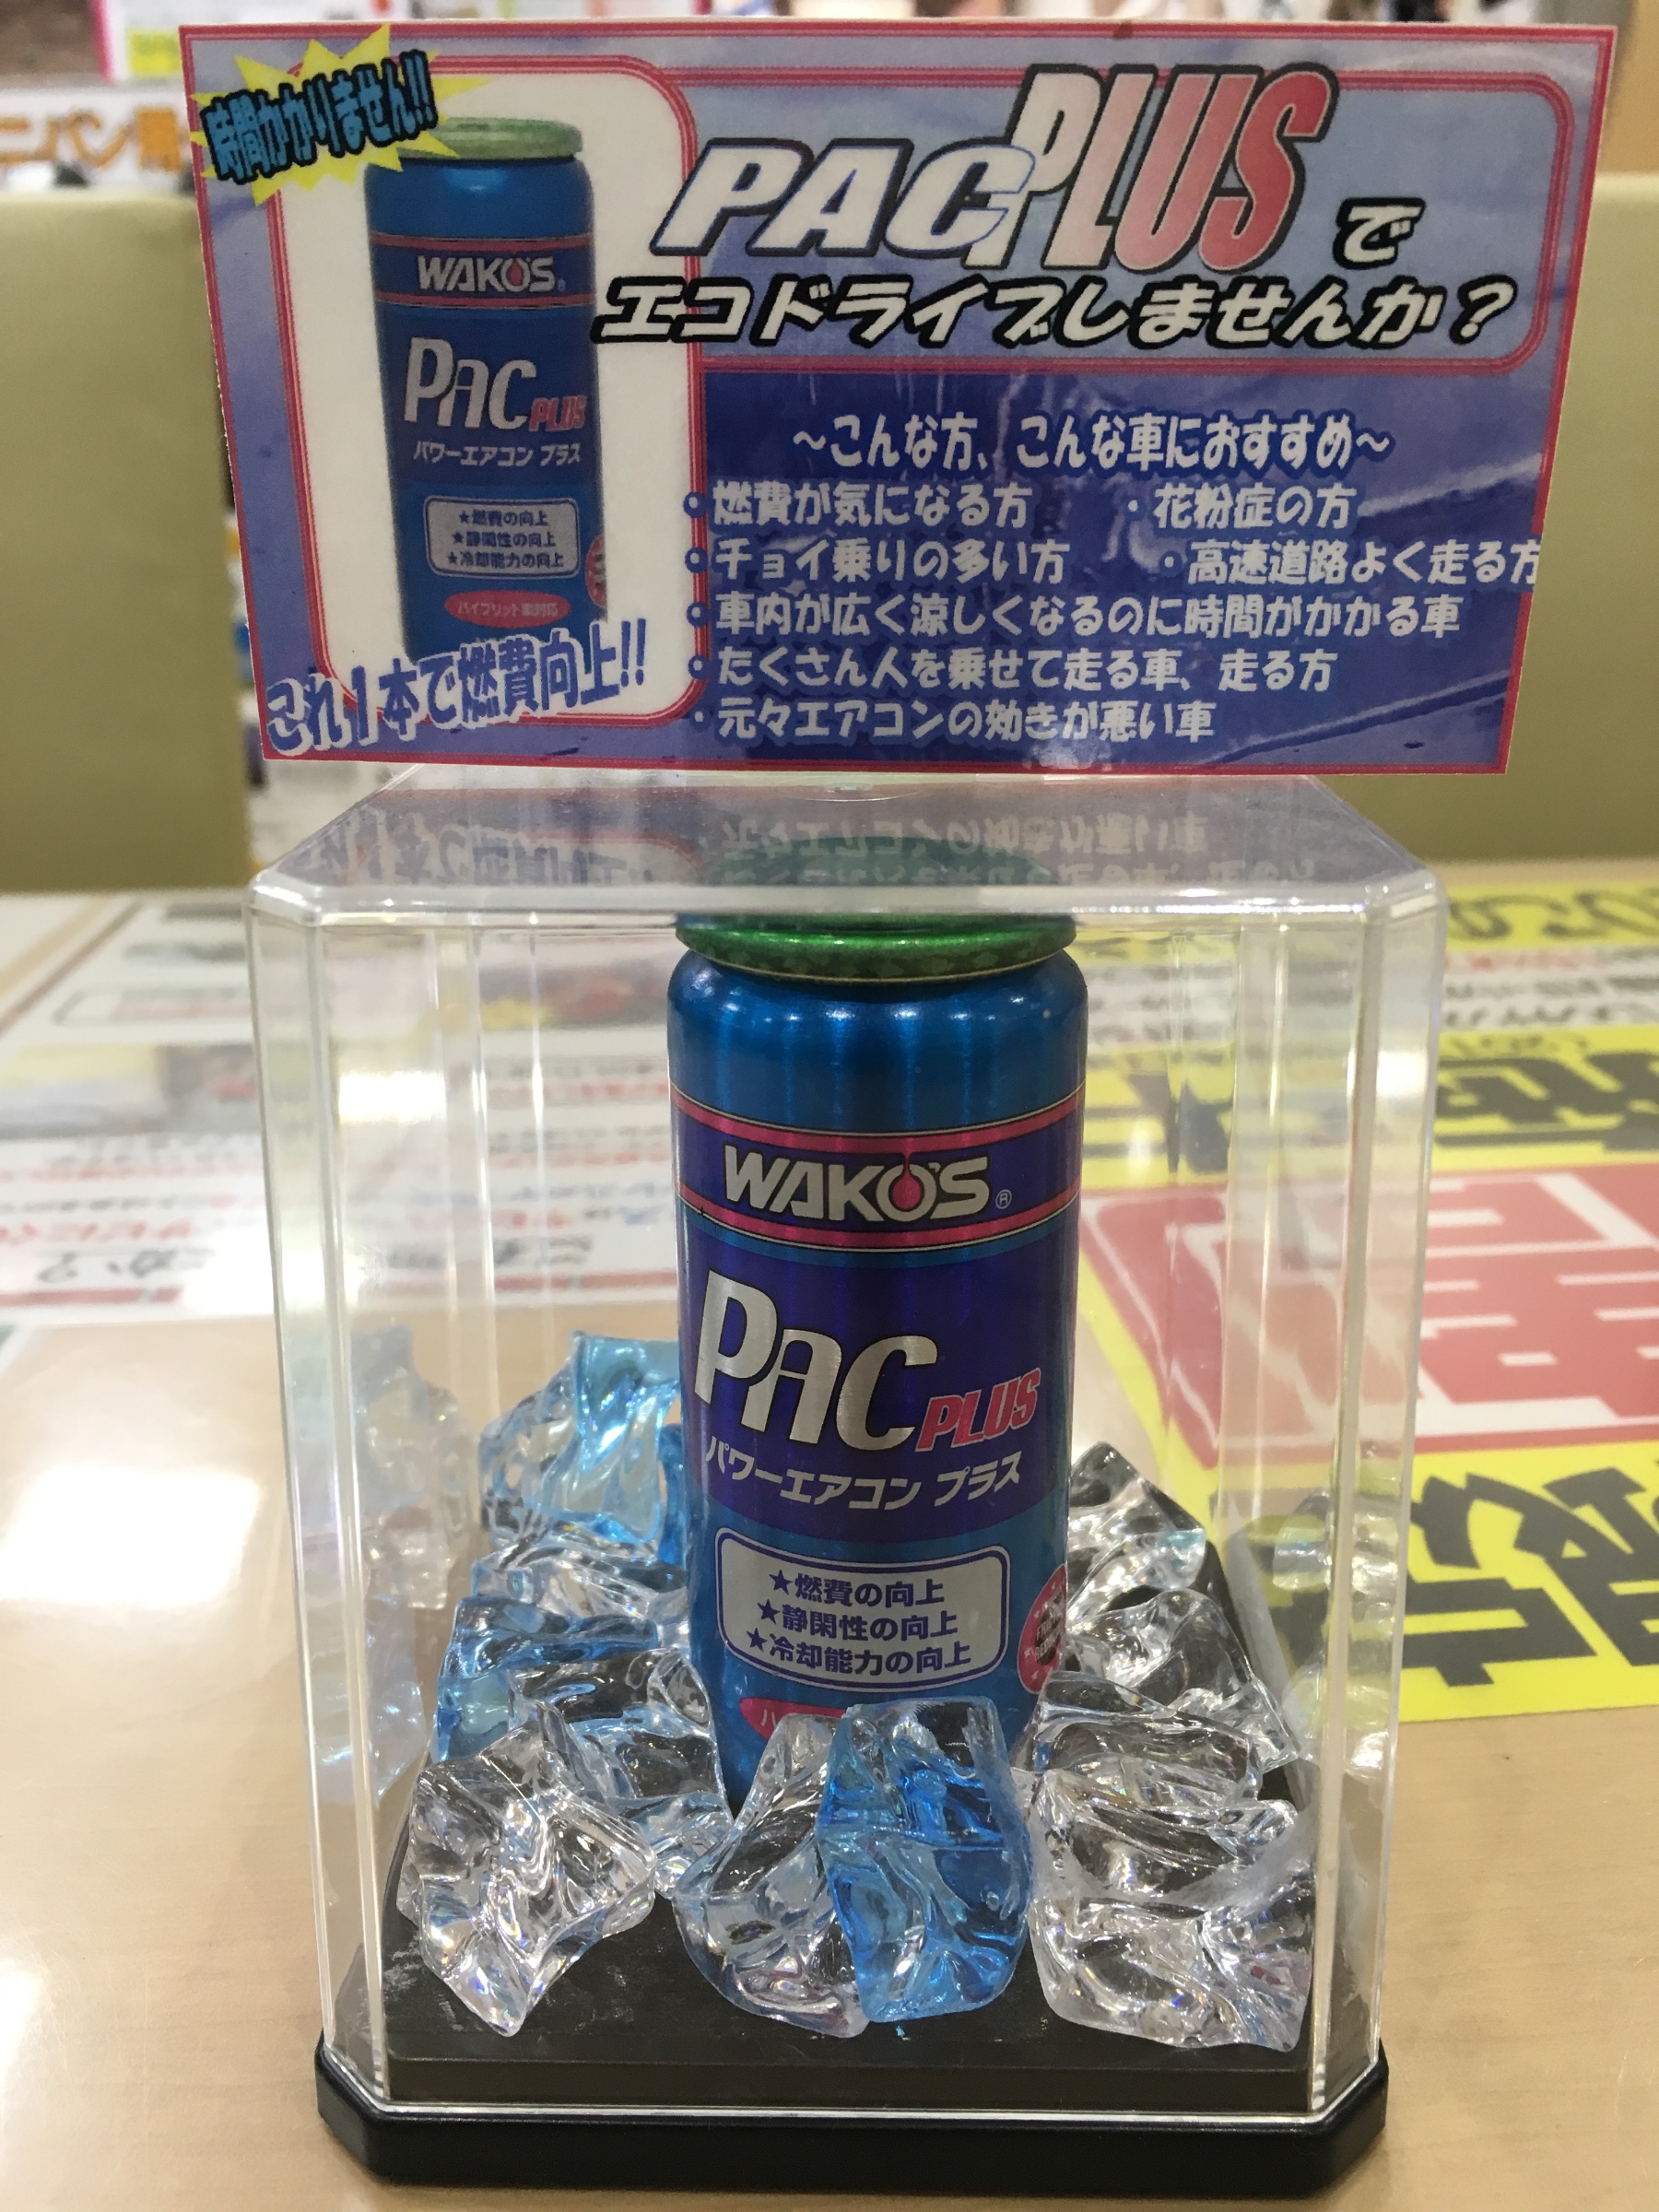 時間かかりません!!
WAKO'S
PAC PLUS
パワーエアコン プラス
★燃費の向上
★静閑性の向上
★冷却能力の向上
ハイブリット車対応
これ1本で燃費向上!!
PAC PLUS で
エコドライブしませんか？
～こんな方、こんな車におすすめ～
・燃費が気になる方 ・花粉症の方
・チョイ乗りの多い方 ・高速道路よく走る方
・車内が広く涼しくなるのに時間がかかる車
・たくさん人を乗せて走る車、走る方
・元々エアコンの効きが悪い車
WAKO'S®
PAC PLUS
パワーエアコン プラス
★燃費の向上
★静閑性の向上
★冷却能力の向上